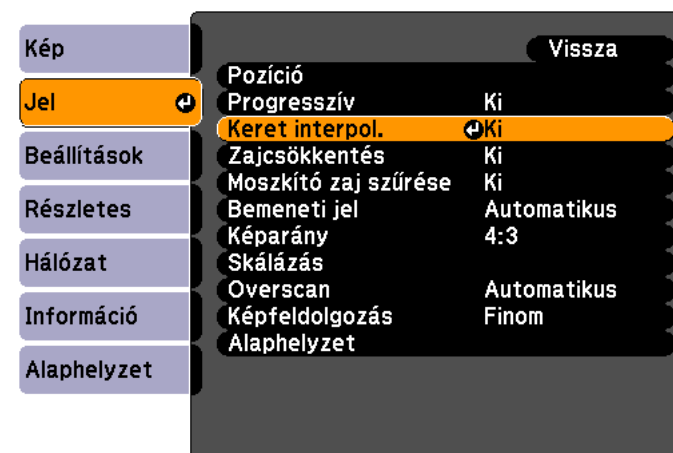 Kép
Jel
Beállítások
Részletes
Hálózat
Információ
Alaphelyzet
Vissza
Pozíció
Progresszív Ki
Keret interpol. Ki
Zajcsökkentés Ki
Moszkító zaj szűrése Ki
Bemeneti jel Automatikus
Képarány 4:3
Skálázás
Overscan Automatikus
Képfeldolgozás Finom
Alaphelyzet